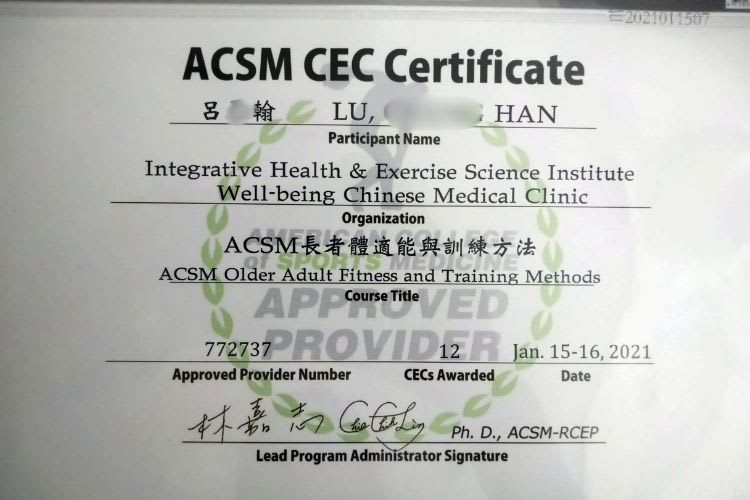 2021011507
ACSM CEC Certificate
呂 翰 LU, HAN
Participant Name
Integrative Health & Exercise Science Institute
Well-being Chinese Medical Clinic
Organization
ACSM長者體適能與訓練方法
ACSM Older Adult Fitness and Training Methods
Course Title
AMERICAN COLLEGE
of SPORTS MEDICINE
APPROVED
PROVIDER
772737 12 Jan. 15-16, 2021
Approved Provider Number CECs Awarded Date
林嘉志 Ph. D., ACSM-RCEP
Lead Program Administrator Signature